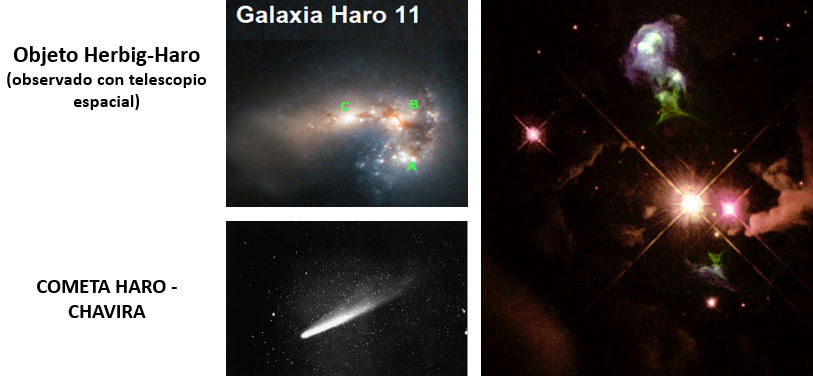 Objeto Herbig-Haro
(observado con telescopio
espacial)
Galaxia Haro 11
C
B
A
COMETA HARO -
CHAVIRA